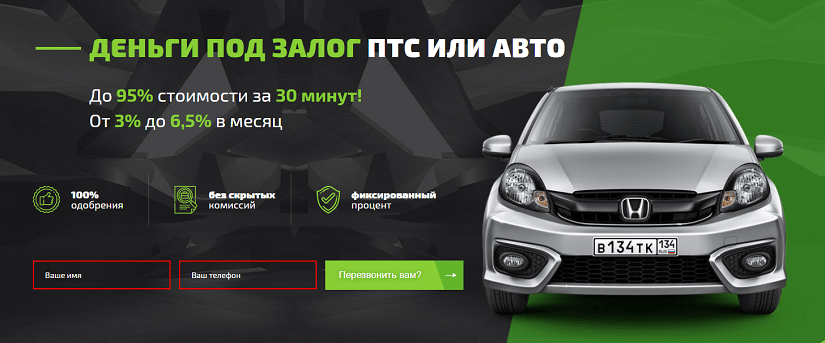 ДЕНЬГИ ПОД ЗАЛОГ ПТС ИЛИ АВТО
До 95% стоимости за 30 минут!
От 3% до 6,5% в месяц
100%
одобрения
без скрытых
комиссий
фиксированный
процент
В134ТК 134
RUS
Ваше имя
Ваш телефон
Перезвонить вам? →